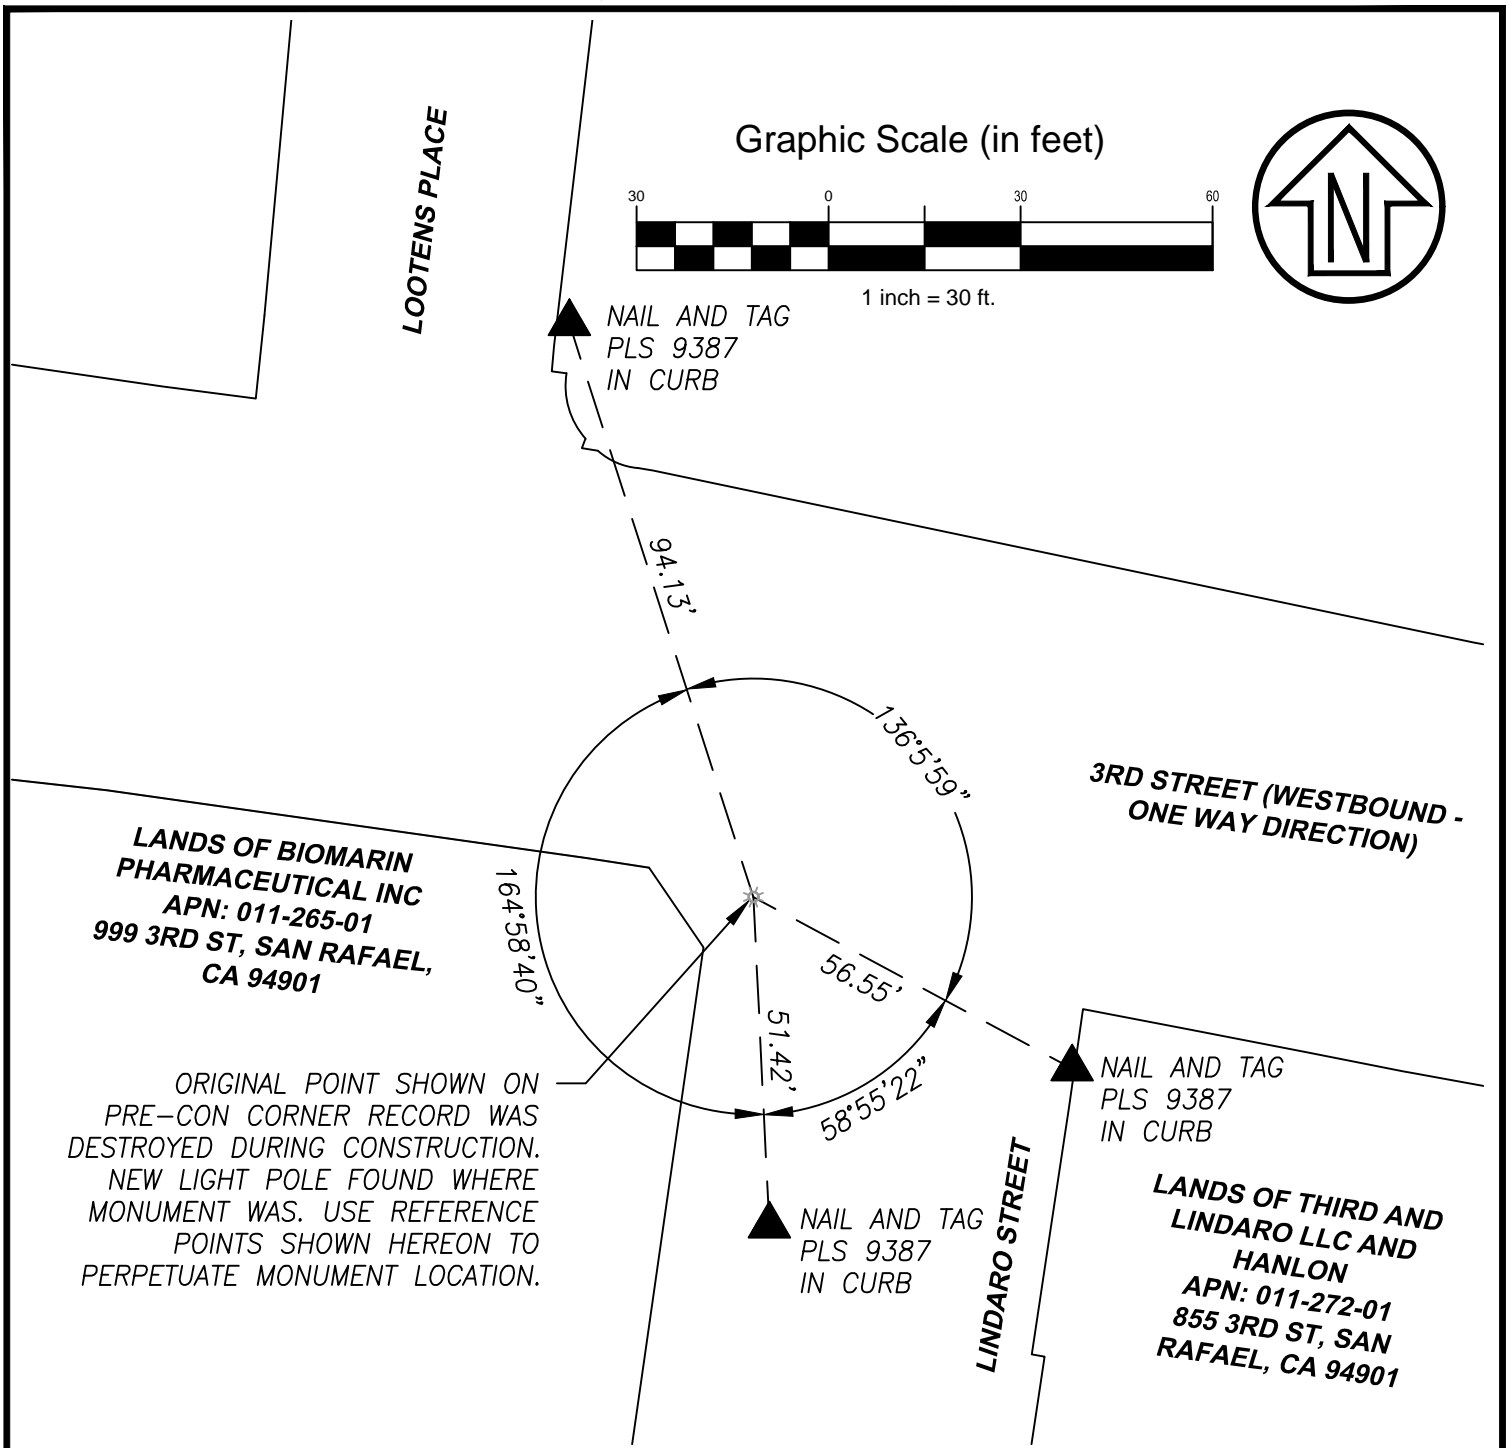 LOOTENS PLACE
Graphic Scale (in feet)
30 0 30 60
1 inch = 30 ft.
N
NAIL AND TAG
PLS 9387
IN CURB
94.13'
136°5'59"
3RD STREET (WESTBOUND -
ONE WAY DIRECTION)
LANDS OF BIOMARIN
PHARMACEUTICAL INC
APN: 011-265-01
999 3RD ST, SAN RAFAEL,
CA 94901
164°58'40"
56.55'
51.42'
58°55'22"
NAIL AND TAG
PLS 9387
IN CURB
ORIGINAL POINT SHOWN ON
PRE-CON CORNER RECORD WAS
DESTROYED DURING CONSTRUCTION.
NEW LIGHT POLE FOUND WHERE
MONUMENT WAS. USE REFERENCE
POINTS SHOWN HEREON TO
PERPETUATE MONUMENT LOCATION.
NAIL AND TAG
PLS 9387
IN CURB
LINDARO STREET
LANDS OF THIRD AND
LINDARO LLC AND
HANLON
APN: 011-272-01
855 3RD ST, SAN
RAFAEL, CA 94901